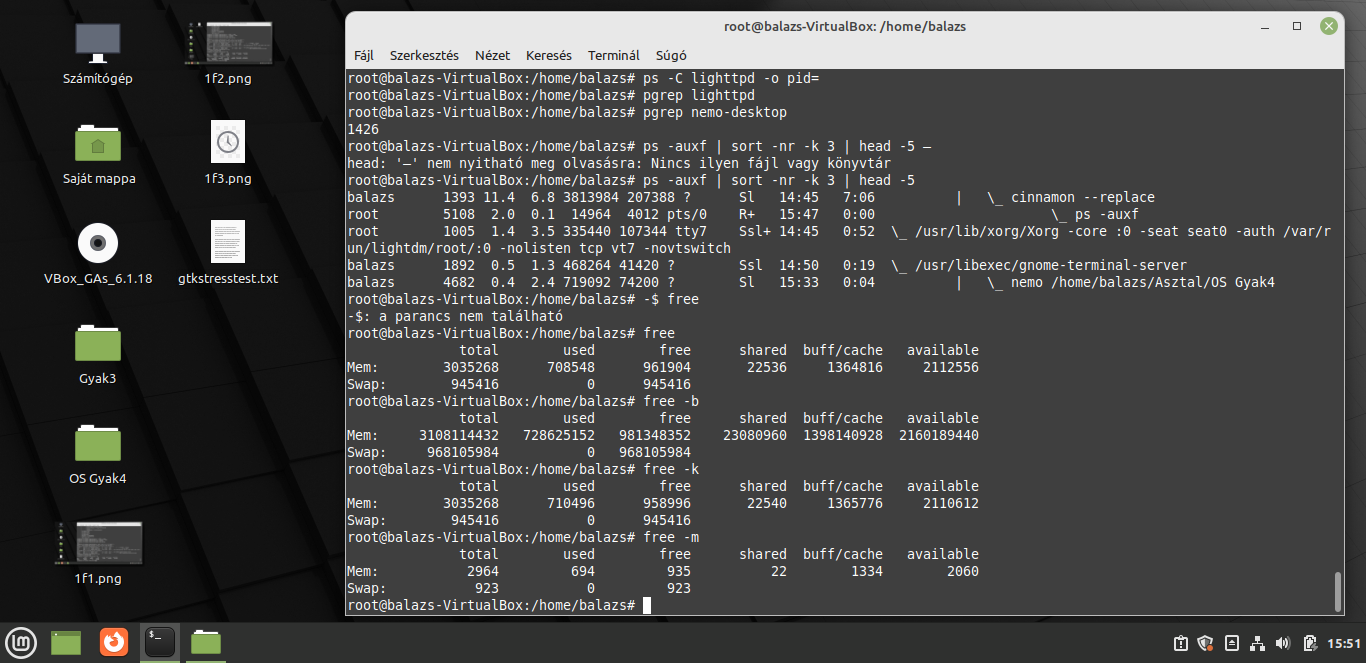 Számítógép
1f2.png
Saját mappa
1f3.png
VBox_GAs_6.1.18
gtkstresstest.txt
Gyak3
OS Gyak4
1f1.png
root@balazs-VirtualBox: /home/balazs
Fájl Szerkesztés Nézet Keresés Terminál Súgó
root@balazs-VirtualBox:/home/balazs# ps -C lighttpd -o pid=
root@balazs-VirtualBox:/home/balazs# pgrep lighttpd
root@balazs-VirtualBox:/home/balazs# pgrep nemo-desktop
1426
root@balazs-VirtualBox:/home/balazs# ps -auxf | sort -nr -k 3 | head -5 –
head: '–' nem nyitható meg olvasásra: Nincs ilyen fájl vagy könyvtár
root@balazs-VirtualBox:/home/balazs# ps -auxf | sort -nr -k 3 | head -5
balazs      1393 11.4  6.8 3813984 207388 ?      Sl   14:45   7:06          |   \_ cinnamon --replace
root        5108  2.0  0.1  14964  4012 pts/0    R+   15:47   0:00                      \_ ps -auxf
root        1005  1.4  3.5 335440 107344 tty7    Ssl+ 14:45   0:52  \_ /usr/lib/xorg/Xorg -core :0 -seat seat0 -auth /var/r
un/lightdm/root/:0 -nolisten tcp vt7 -novtswitch
balazs      1892  0.5  1.3 468264 41420 ?        Ssl  14:50   0:19  \_ /usr/libexec/gnome-terminal-server
balazs      4682  0.4  2.4 719092 74200 ?        Sl   15:33   0:04          |   \_ nemo /home/balazs/Asztal/OS Gyak4
root@balazs-VirtualBox:/home/balazs# -$ free
-$: a parancs nem található
root@balazs-VirtualBox:/home/balazs# free
              total        used        free      shared  buff/cache   available
Mem:        3035268      708548      961904       22536     1364816     2112556
Swap:        945416           0      945416
root@balazs-VirtualBox:/home/balazs# free -b
              total        used        free      shared  buff/cache   available
Mem:     3108114432   728625152   981348352    23080960  1398140928  2160189440
Swap:     968105984           0   968105984
root@balazs-VirtualBox:/home/balazs# free -k
              total        used        free      shared  buff/cache   available
Mem:        3035268      710496      958996       22540     1365776     2110612
Swap:        945416           0      945416
root@balazs-VirtualBox:/home/balazs# free -m
              total        used        free      shared  buff/cache   available
Mem:           2964         694         935          22        1334        2060
Swap:           923           0         923
root@balazs-VirtualBox:/home/balazs#
15:51